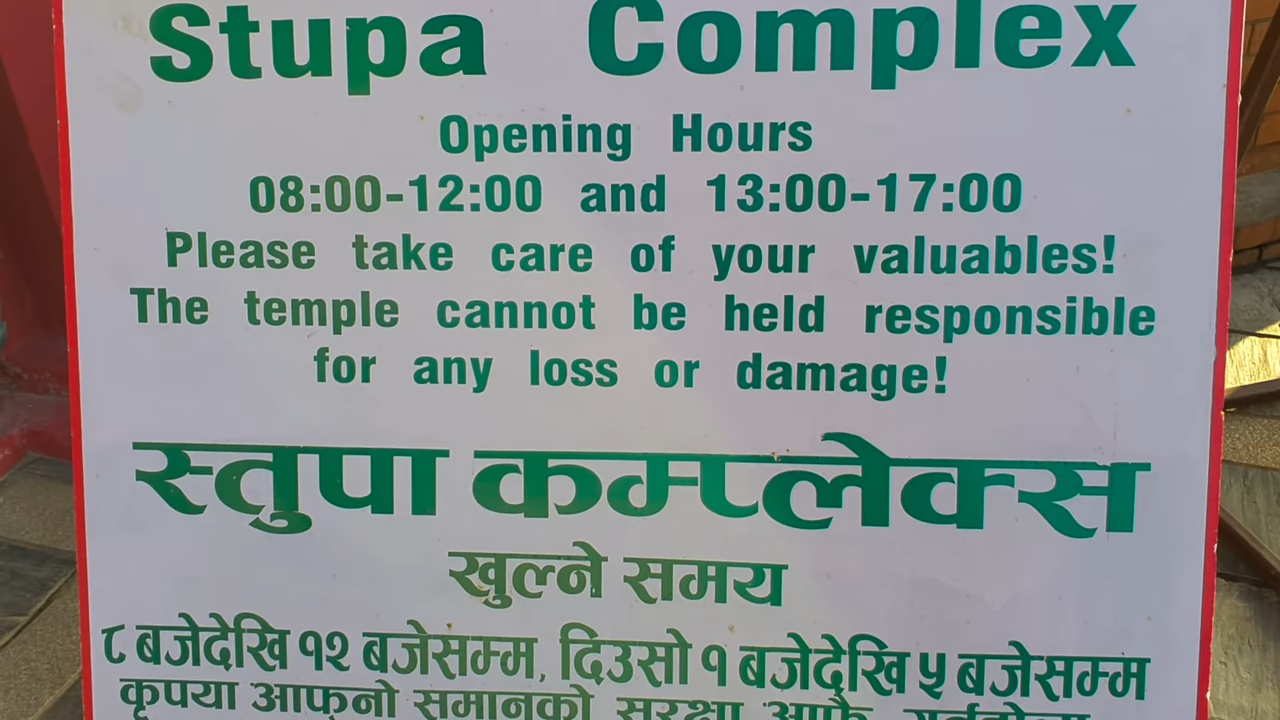 Stupa Complex
Opening Hours
08:00-12:00 and 13:00-17:00
Please take care of your valuables!
The temple cannot be held responsible
for any loss or damage!
स्तुपा कम्प्लेक्स
खुल्ने समय
८ बजेदेखि १२ बजेसम्म, दिउसो १ बजेदेखि ५ बजेसम्म
कृपया आफ्नो समानको सुरक्षा आफै